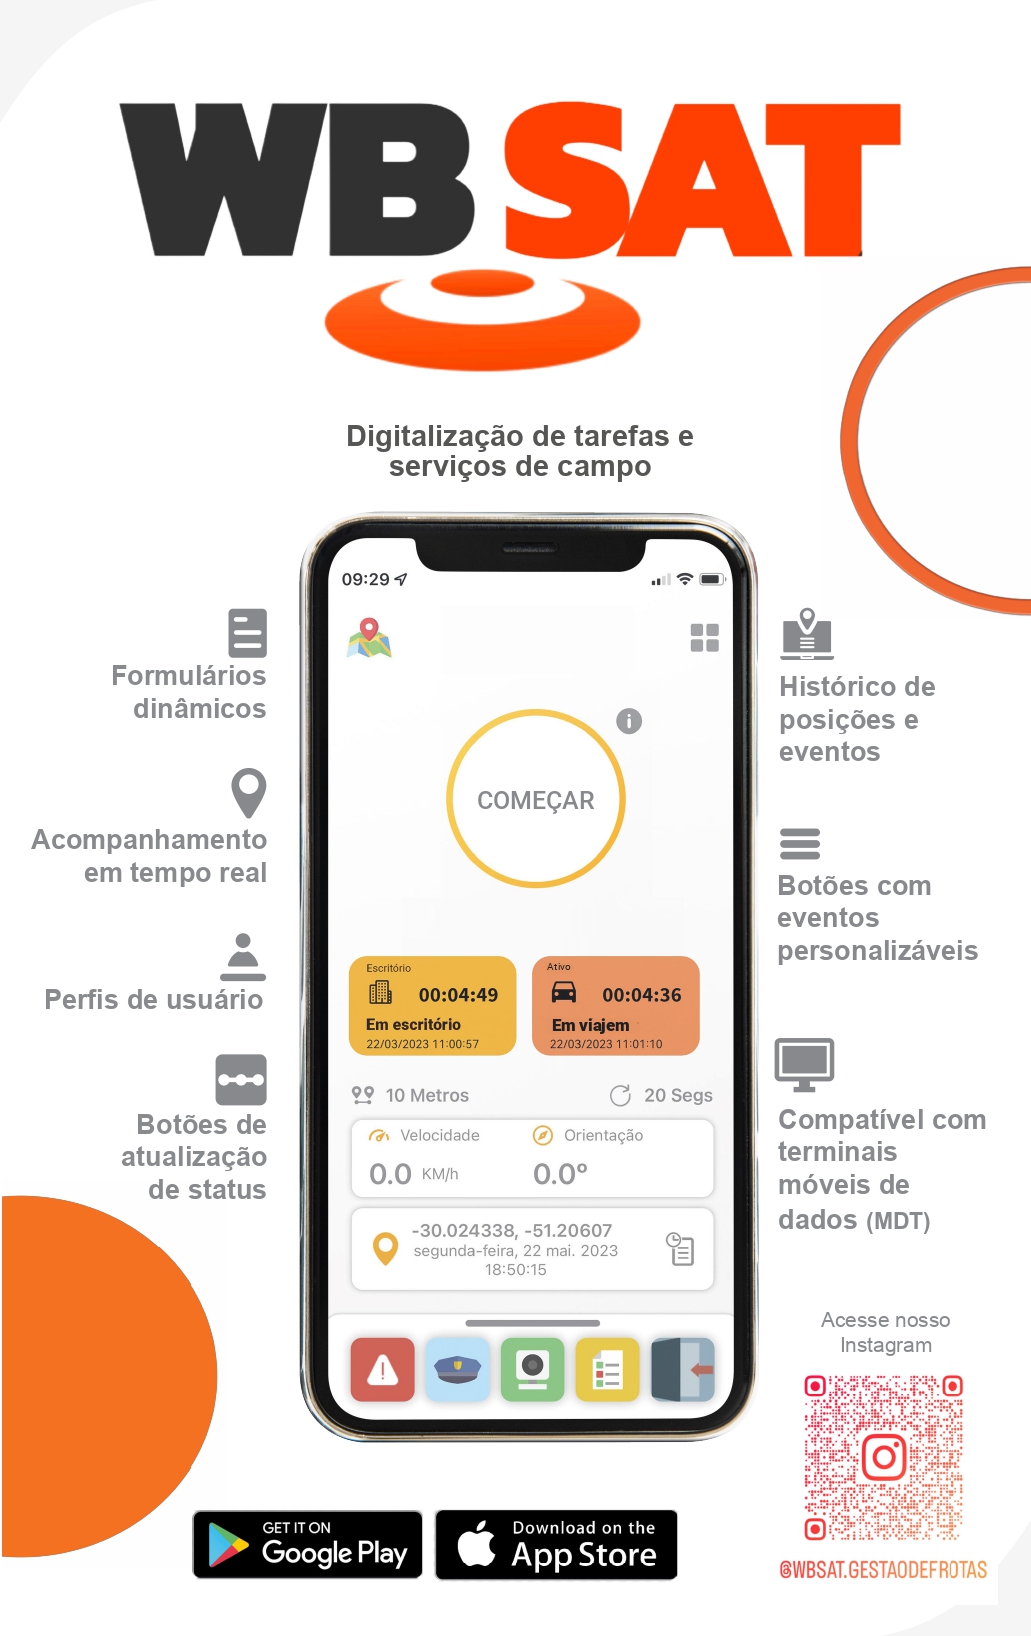 WB SAT
Digitalização de tarefas e
serviços de campo
09:29
Formulários
dinâmicos
Acompanhamento
em tempo real
Perfis de usuário
Botões de
atualização
de status
COMEÇAR
i
Escritório
00:04:49
Em escritório
22/03/2023 11:00:57
Ativo
00:04:36
Em viajem
22/03/2023 11:01:10
10 Metros
20 Segs
Velocidade
0.0 KM/h
Orientação
0.0º
-30.024338, -51.20607
segunda-feira, 22 mai. 2023
18:50:15
Histórico de
posições e
eventos
Botões com
eventos
personalizáveis
Compatível com
terminais
móveis de
dados (MDT)
Acesse nosso
Instagram
@WBSAT.GESTAODEFROTAS
GET IT ON
Google Play
Download on the
App Store